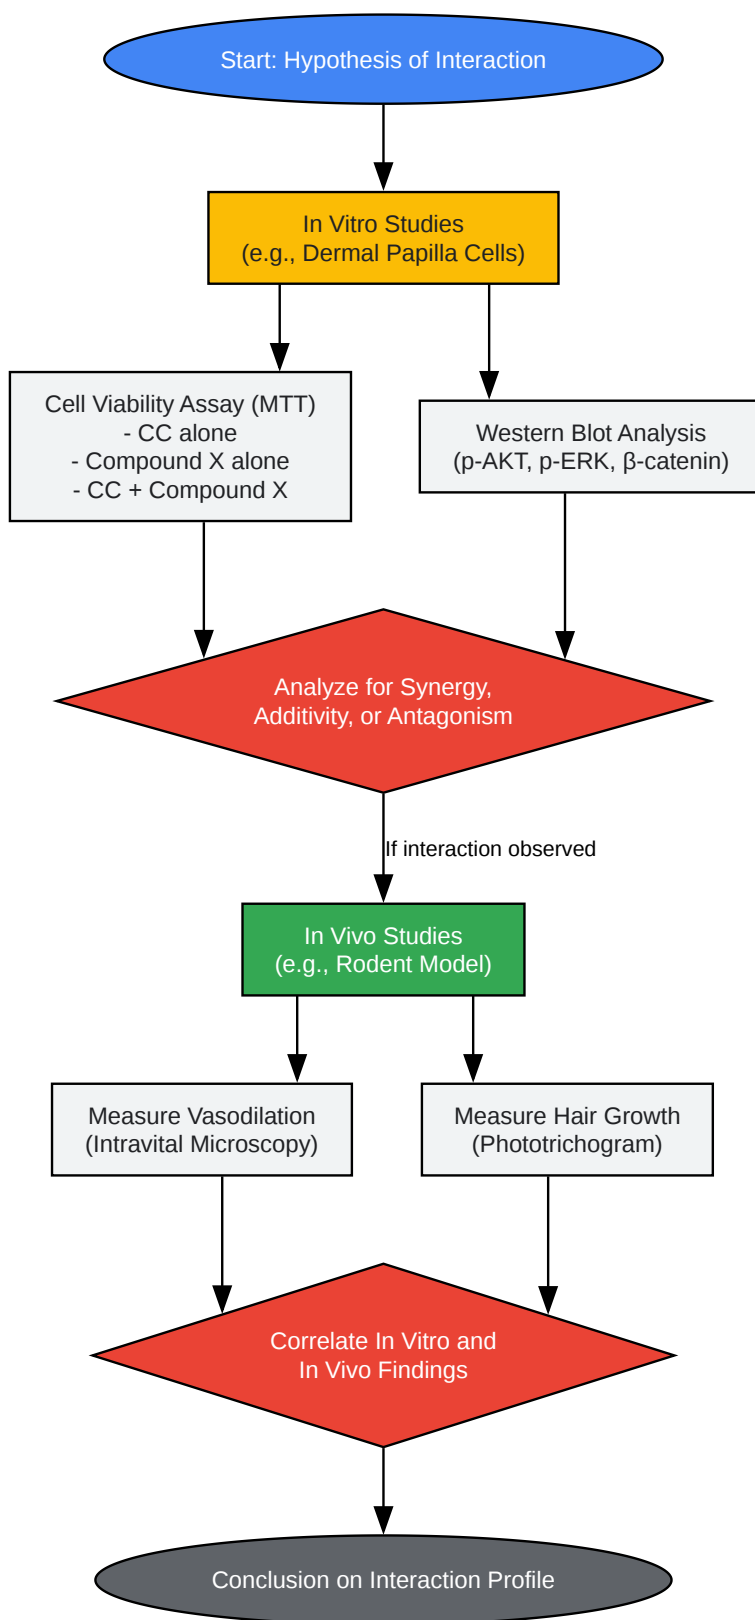 Start: Hypothesis of Interaction
In Vitro Studies
(e.g., Dermal Papilla Cells)
Cell Viability Assay (MTT)
- CC alone
- Compound X alone
- CC + Compound X
Western Blot Analysis
(p-AKT, p-ERK, β-catenin)
Analyze for Synergy,
Additivity, or Antagonism
If interaction observed
In Vivo Studies
(e.g., Rodent Model)
Measure Vasodilation
(Intravital Microscopy)
Measure Hair Growth
(Phototrichogram)
Correlate In Vitro and
In Vivo Findings
Conclusion on Interaction Profile